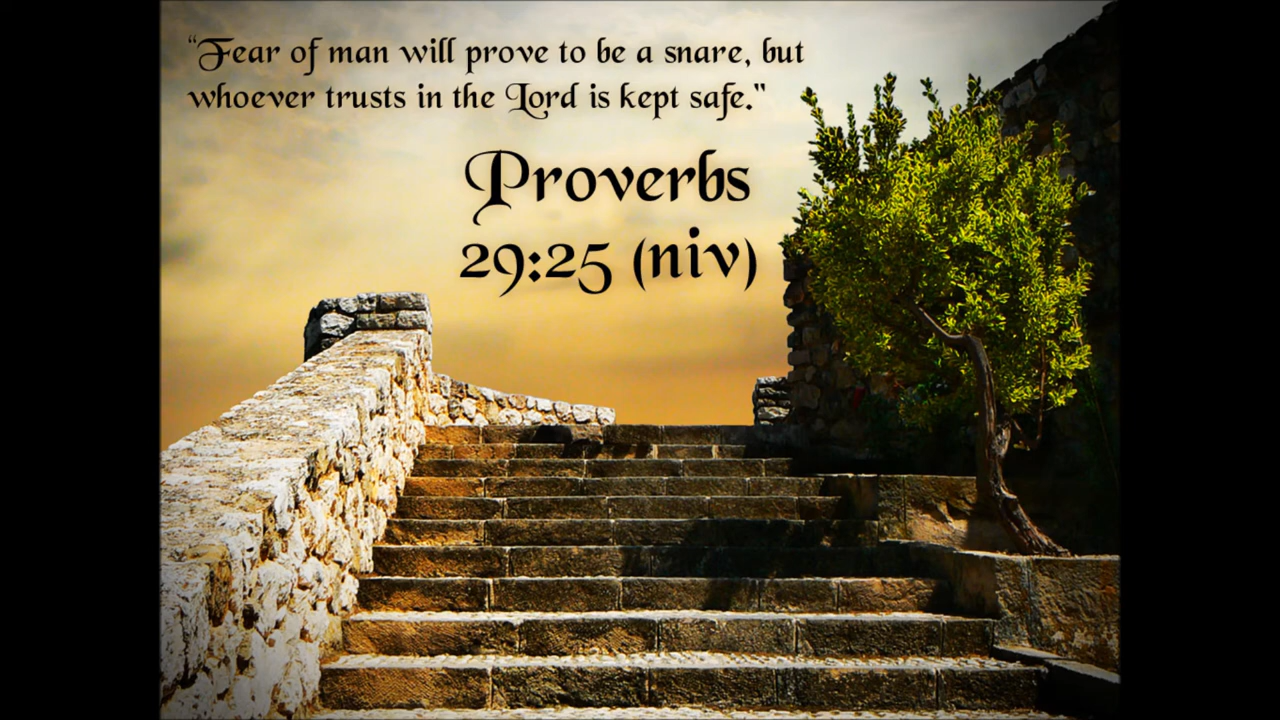 “Fear of man will prove to be a snare, but
whoever trusts in the Lord is kept safe."
Proverbs
29:25 (niv)